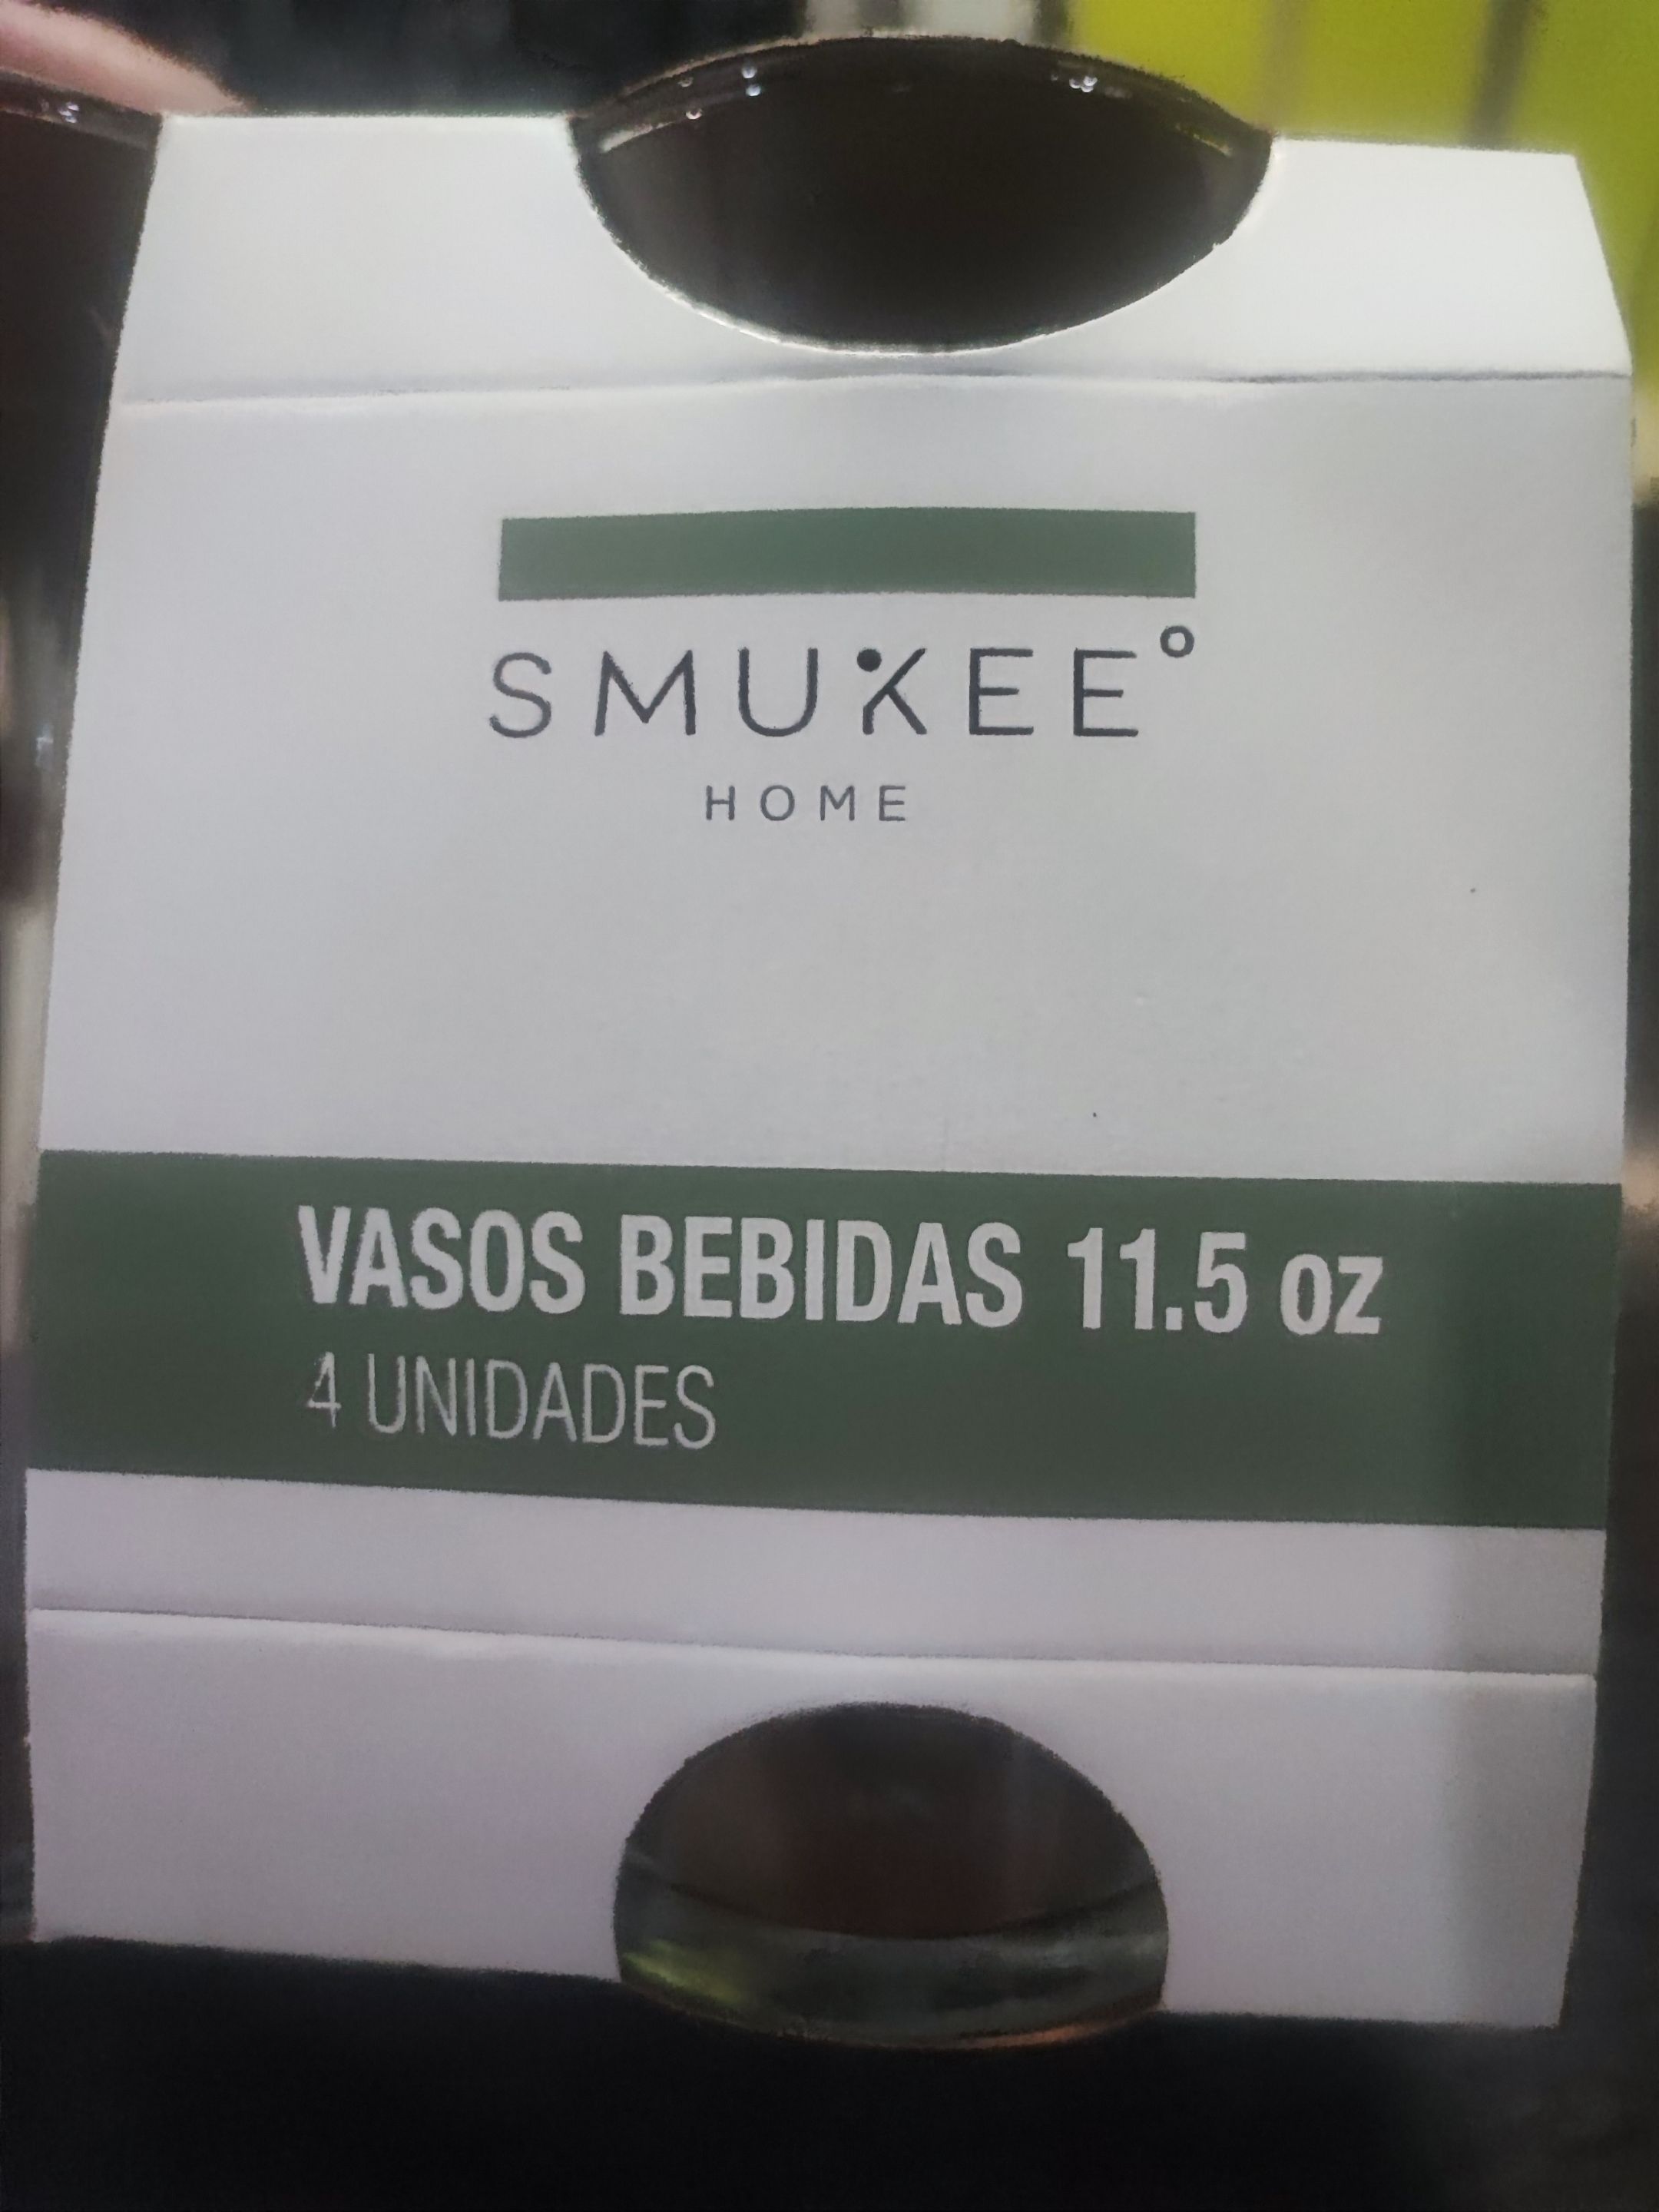 SMUKEE°
HOME
VASOS BEBIDAS 11.5 oz
4 UNIDADES